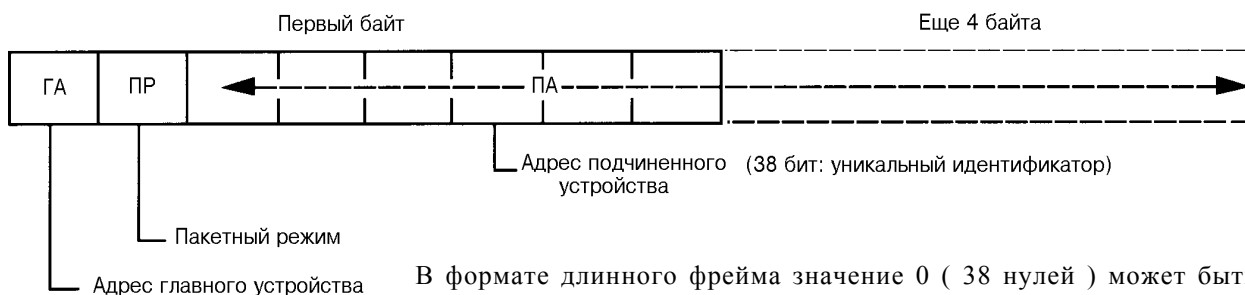 Первый байт
Еще 4 байта
ГА
ПР
ПА
Адрес подчиненного (38 бит: уникальный идентификатор)
устройства
Пакетный режим
Адрес главного устройства
В формате длинного фрейма значение 0 ( 38 нулей ) может быт